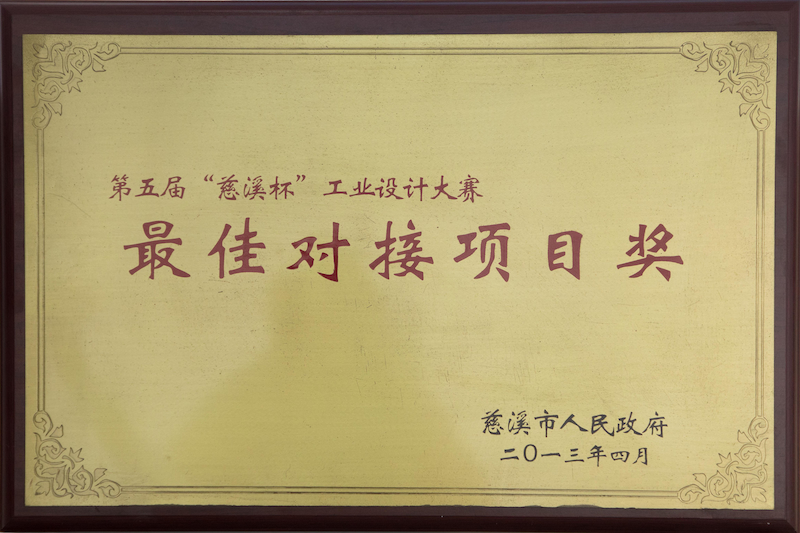 第五届“慈溪杯”工业设计大赛
最佳对接项目奖
慈溪市人民政府
二〇一三年四月